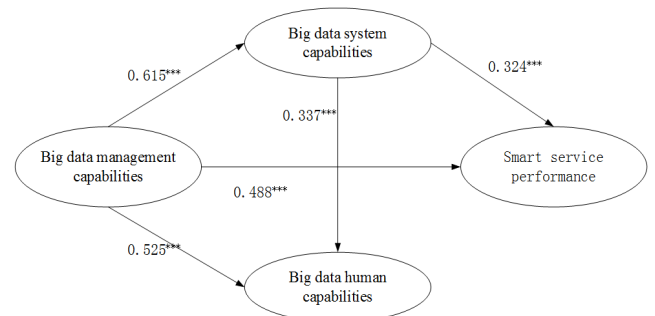 Big data system
capabilities
0.615***
0.324***
0.337***
Big data management
capabilities
Smart service
performance
0.488***
0.525***
Big data human
capabilities